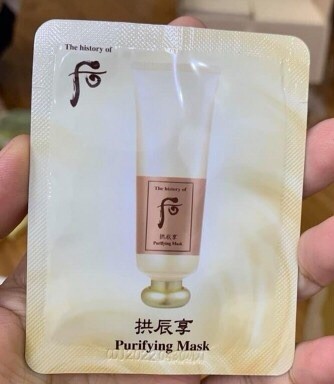 The history of
后
The history of
后
拱辰享
Purifying Mask
拱辰享
Purifying Mask